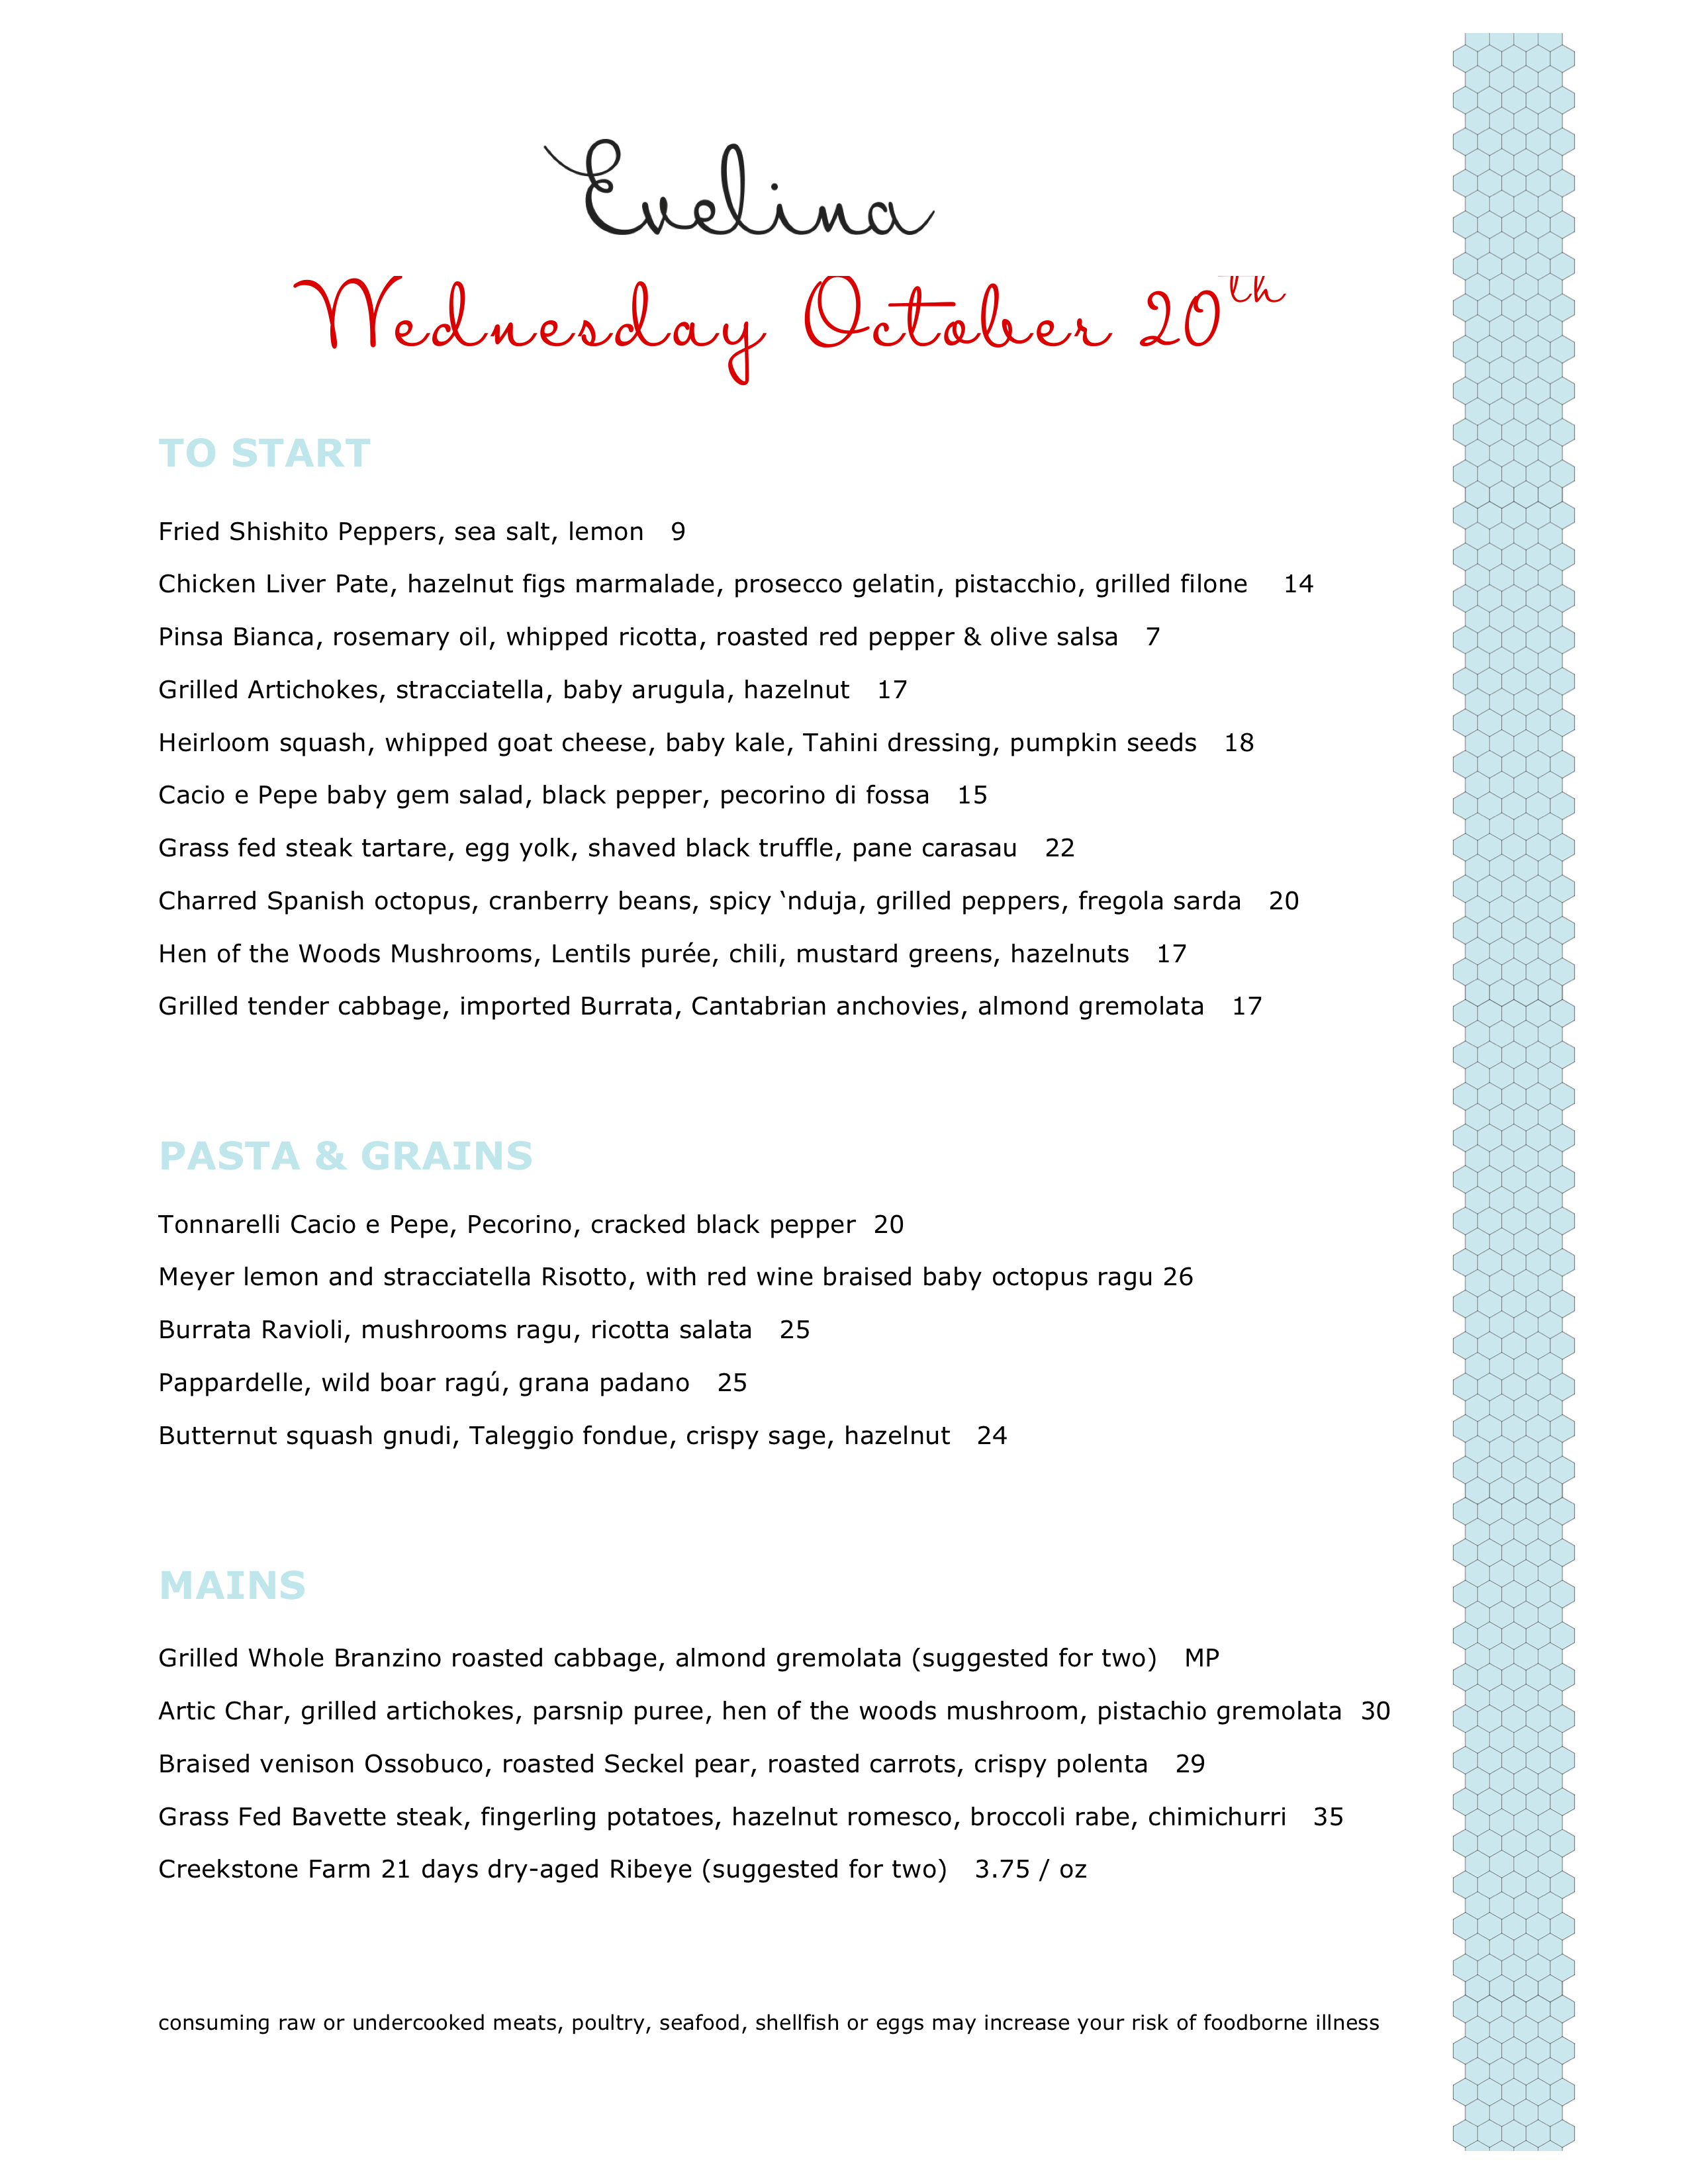 Evelina
Wednesday October 20th
TO START
Fried Shishito Peppers, sea salt, lemon 9
Chicken Liver Pate, hazelnut figs marmalade, prosecco gelatin, pistacchio, grilled filone 14
Pinsa Bianca, rosemary oil, whipped ricotta, roasted red pepper & olive salsa 7
Grilled Artichokes, stracciatella, baby arugula, hazelnut 17
Heirloom squash, whipped goat cheese, baby kale, Tahini dressing, pumpkin seeds 18
Cacio e Pepe baby gem salad, black pepper, pecorino di fossa 15
Grass fed steak tartare, egg yolk, shaved black truffle, pane carasau 22
Charred Spanish octopus, cranberry beans, spicy ‘nduja, grilled peppers, fregola sarda 20
Hen of the Woods Mushrooms, Lentils purée, chili, mustard greens, hazelnuts 17
Grilled tender cabbage, imported Burrata, Cantabrian anchovies, almond gremolata 17
PASTA & GRAINS
Tonnarelli Cacio e Pepe, Pecorino, cracked black pepper 20
Meyer lemon and stracciatella Risotto, with red wine braised baby octopus ragu 26
Burrata Ravioli, mushrooms ragu, ricotta salata 25
Pappardelle, wild boar ragú, grana padano 25
Butternut squash gnudi, Taleggio fondue, crispy sage, hazelnut 24
MAINS
Grilled Whole Branzino roasted cabbage, almond gremolata (suggested for two) MP
Artic Char, grilled artichokes, parsnip puree, hen of the woods mushroom, pistachio gremolata 30
Braised venison Ossobuco, roasted Seckel pear, roasted carrots, crispy polenta 29
Grass Fed Bavette steak, fingerling potatoes, hazelnut romesco, broccoli rabe, chimichurri 35
Creekstone Farm 21 days dry-aged Ribeye (suggested for two) 3.75 / oz
consuming raw or undercooked meats, poultry, seafood, shellfish or eggs may increase your risk of foodborne illness